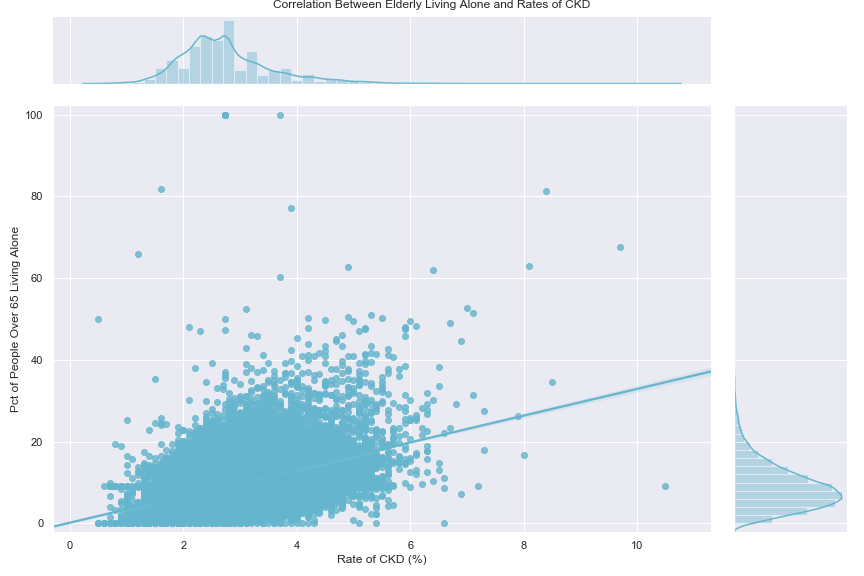 Correlation Between Elderly Living Alone and Rates of CKD
100
80
60
40
20
0
Pct of People Over 65 Living Alone
0 2 4 6 8 10
Rate of CKD (%)